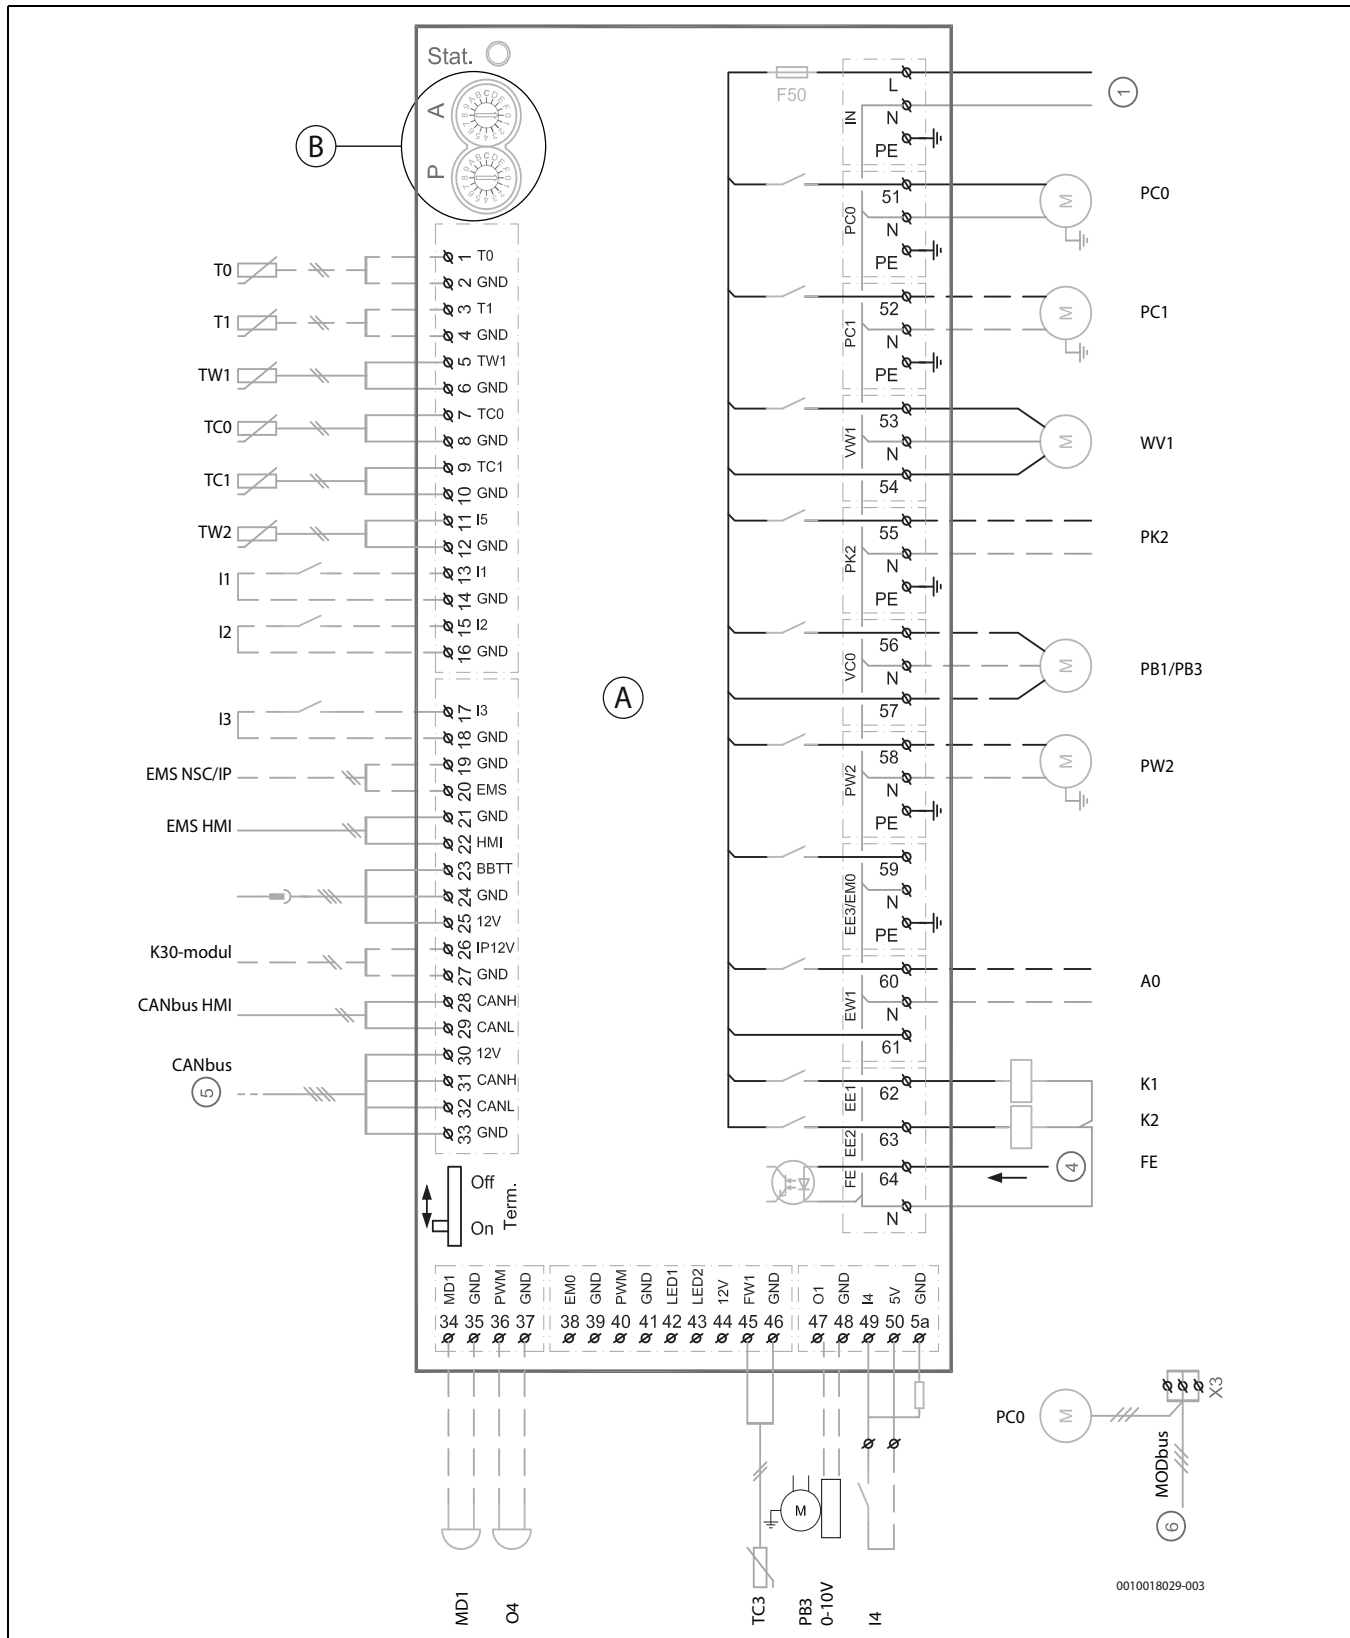 Stat.
A
P
B
A
T0
1 T0
2 GND
T1
3 T1
4 GND
TW1
5 TW1
6 GND
TC0
7 TC0
8 GND
TC1
9 TC1
10 GND
TW2
11 I5
12 GND
I1
13 I1
14 GND
I2
15 I2
16 GND
I3
17 I3
18 GND
EMS NSC/IP
19 GND
20 EMS
EMS HMI
21 GND
22 HMI
23 BBTT
24 GND
25 12V
K30-modul
26 IP12V
27 GND
CANbus HMI
28 CANH
29 CANL
CANbus
5
30 12V
31 CANH
32 CANL
33 GND
Off
On
Term.
F50
IN
L
N
PE
1
PC0
51
N
PE
PC0
M
PC1
52
N
PE
PC1
M
VW1
53
N
54
WV1
M
PK2
55
N
PE
PK2
VC0
56
N
57
PB1/PB3
M
PW2
58
N
PE
PW2
M
EE3/EM0
59
N
PE
EW1
60
N
61
A0
EE1
62
K1
EE2
63
K2
FE
64
N
4
FE
MD1 GND PWM GND
34 35 36 37
EM0 GND PWM GND LED1 LED2 12V FW1 GND
38 39 40 41 42 43 44 45 46
O1 GND I4 5V GND
47 48 49 50 5a
MD1
O4
TC3
PB3
0-10V
M
I4
PC0
M
X3
MODbus
6
0010018029-003